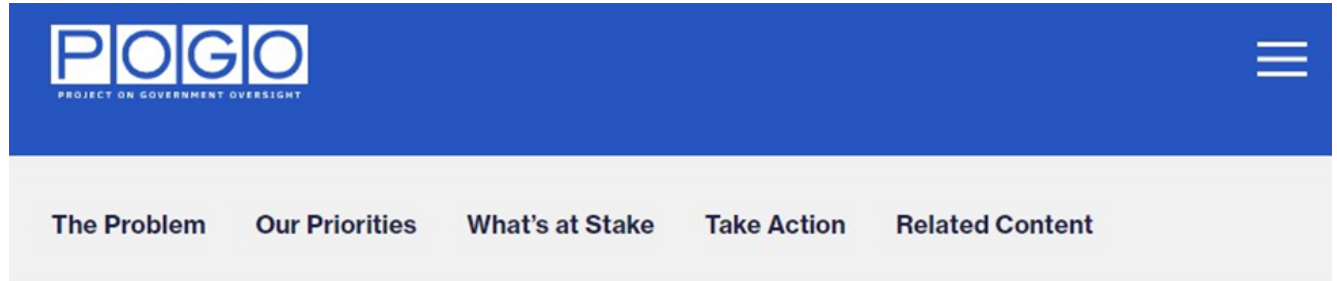 POGO
PROJECT ON GOVERNMENT OVERSIGHT
The Problem Our Priorities What's at Stake Take Action Related Content